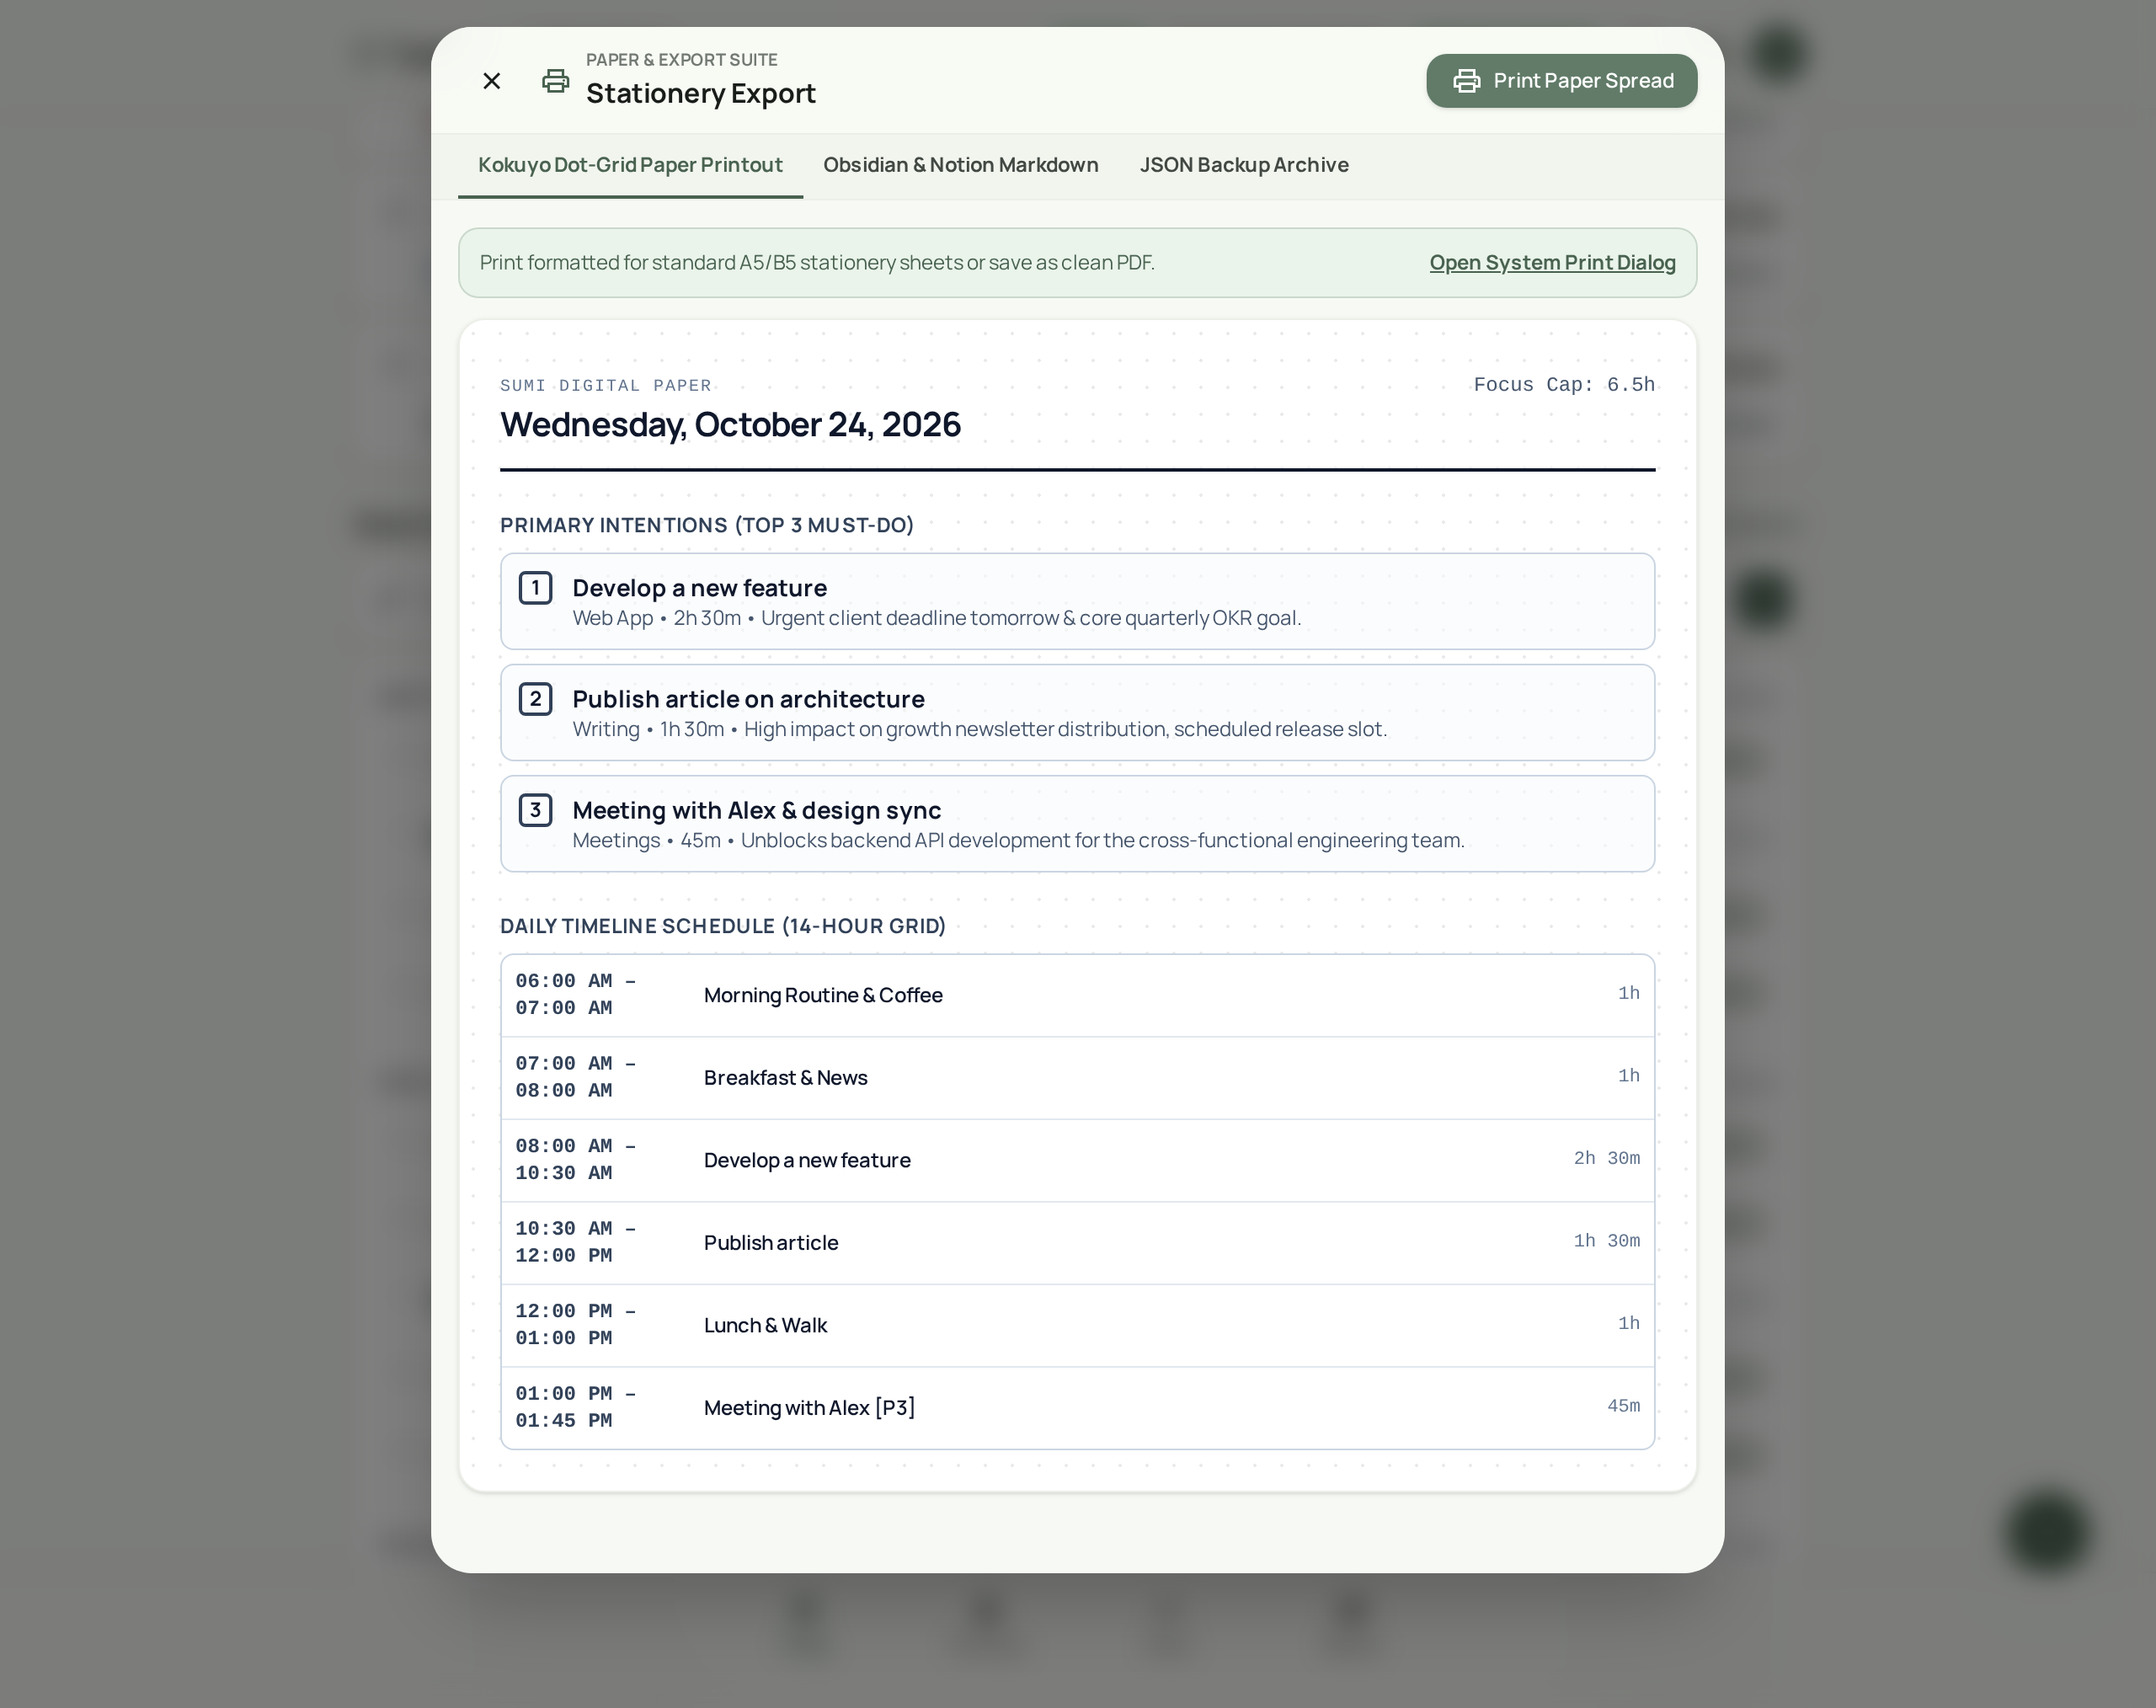 PAPER & EXPORT SUITE
Stationery Export
Print Paper Spread
Kokuyo Dot-Grid Paper Printout
Obsidian & Notion Markdown
JSON Backup Archive
Print formatted for standard A5/B5 stationery sheets or save as clean PDF.
Open System Print Dialog
SUMI DIGITAL PAPER
Focus Cap: 6.5h
Wednesday, October 24, 2026
PRIMARY INTENTIONS (TOP 3 MUST-DO)
1
Develop a new feature
Web App • 2h 30m • Urgent client deadline tomorrow & core quarterly OKR goal.
2
Publish article on architecture
Writing • 1h 30m • High impact on growth newsletter distribution, scheduled release slot.
3
Meeting with Alex & design sync
Meetings • 45m • Unblocks backend API development for the cross-functional engineering team.
DAILY TIMELINE SCHEDULE (14-HOUR GRID)
06:00 AM –
07:00 AM
Morning Routine & Coffee
1h
07:00 AM –
08:00 AM
Breakfast & News
1h
08:00 AM –
10:30 AM
Develop a new feature
2h 30m
10:30 AM –
12:00 PM
Publish article
1h 30m
12:00 PM –
01:00 PM
Lunch & Walk
1h
01:00 PM –
01:45 PM
Meeting with Alex [P3]
45m